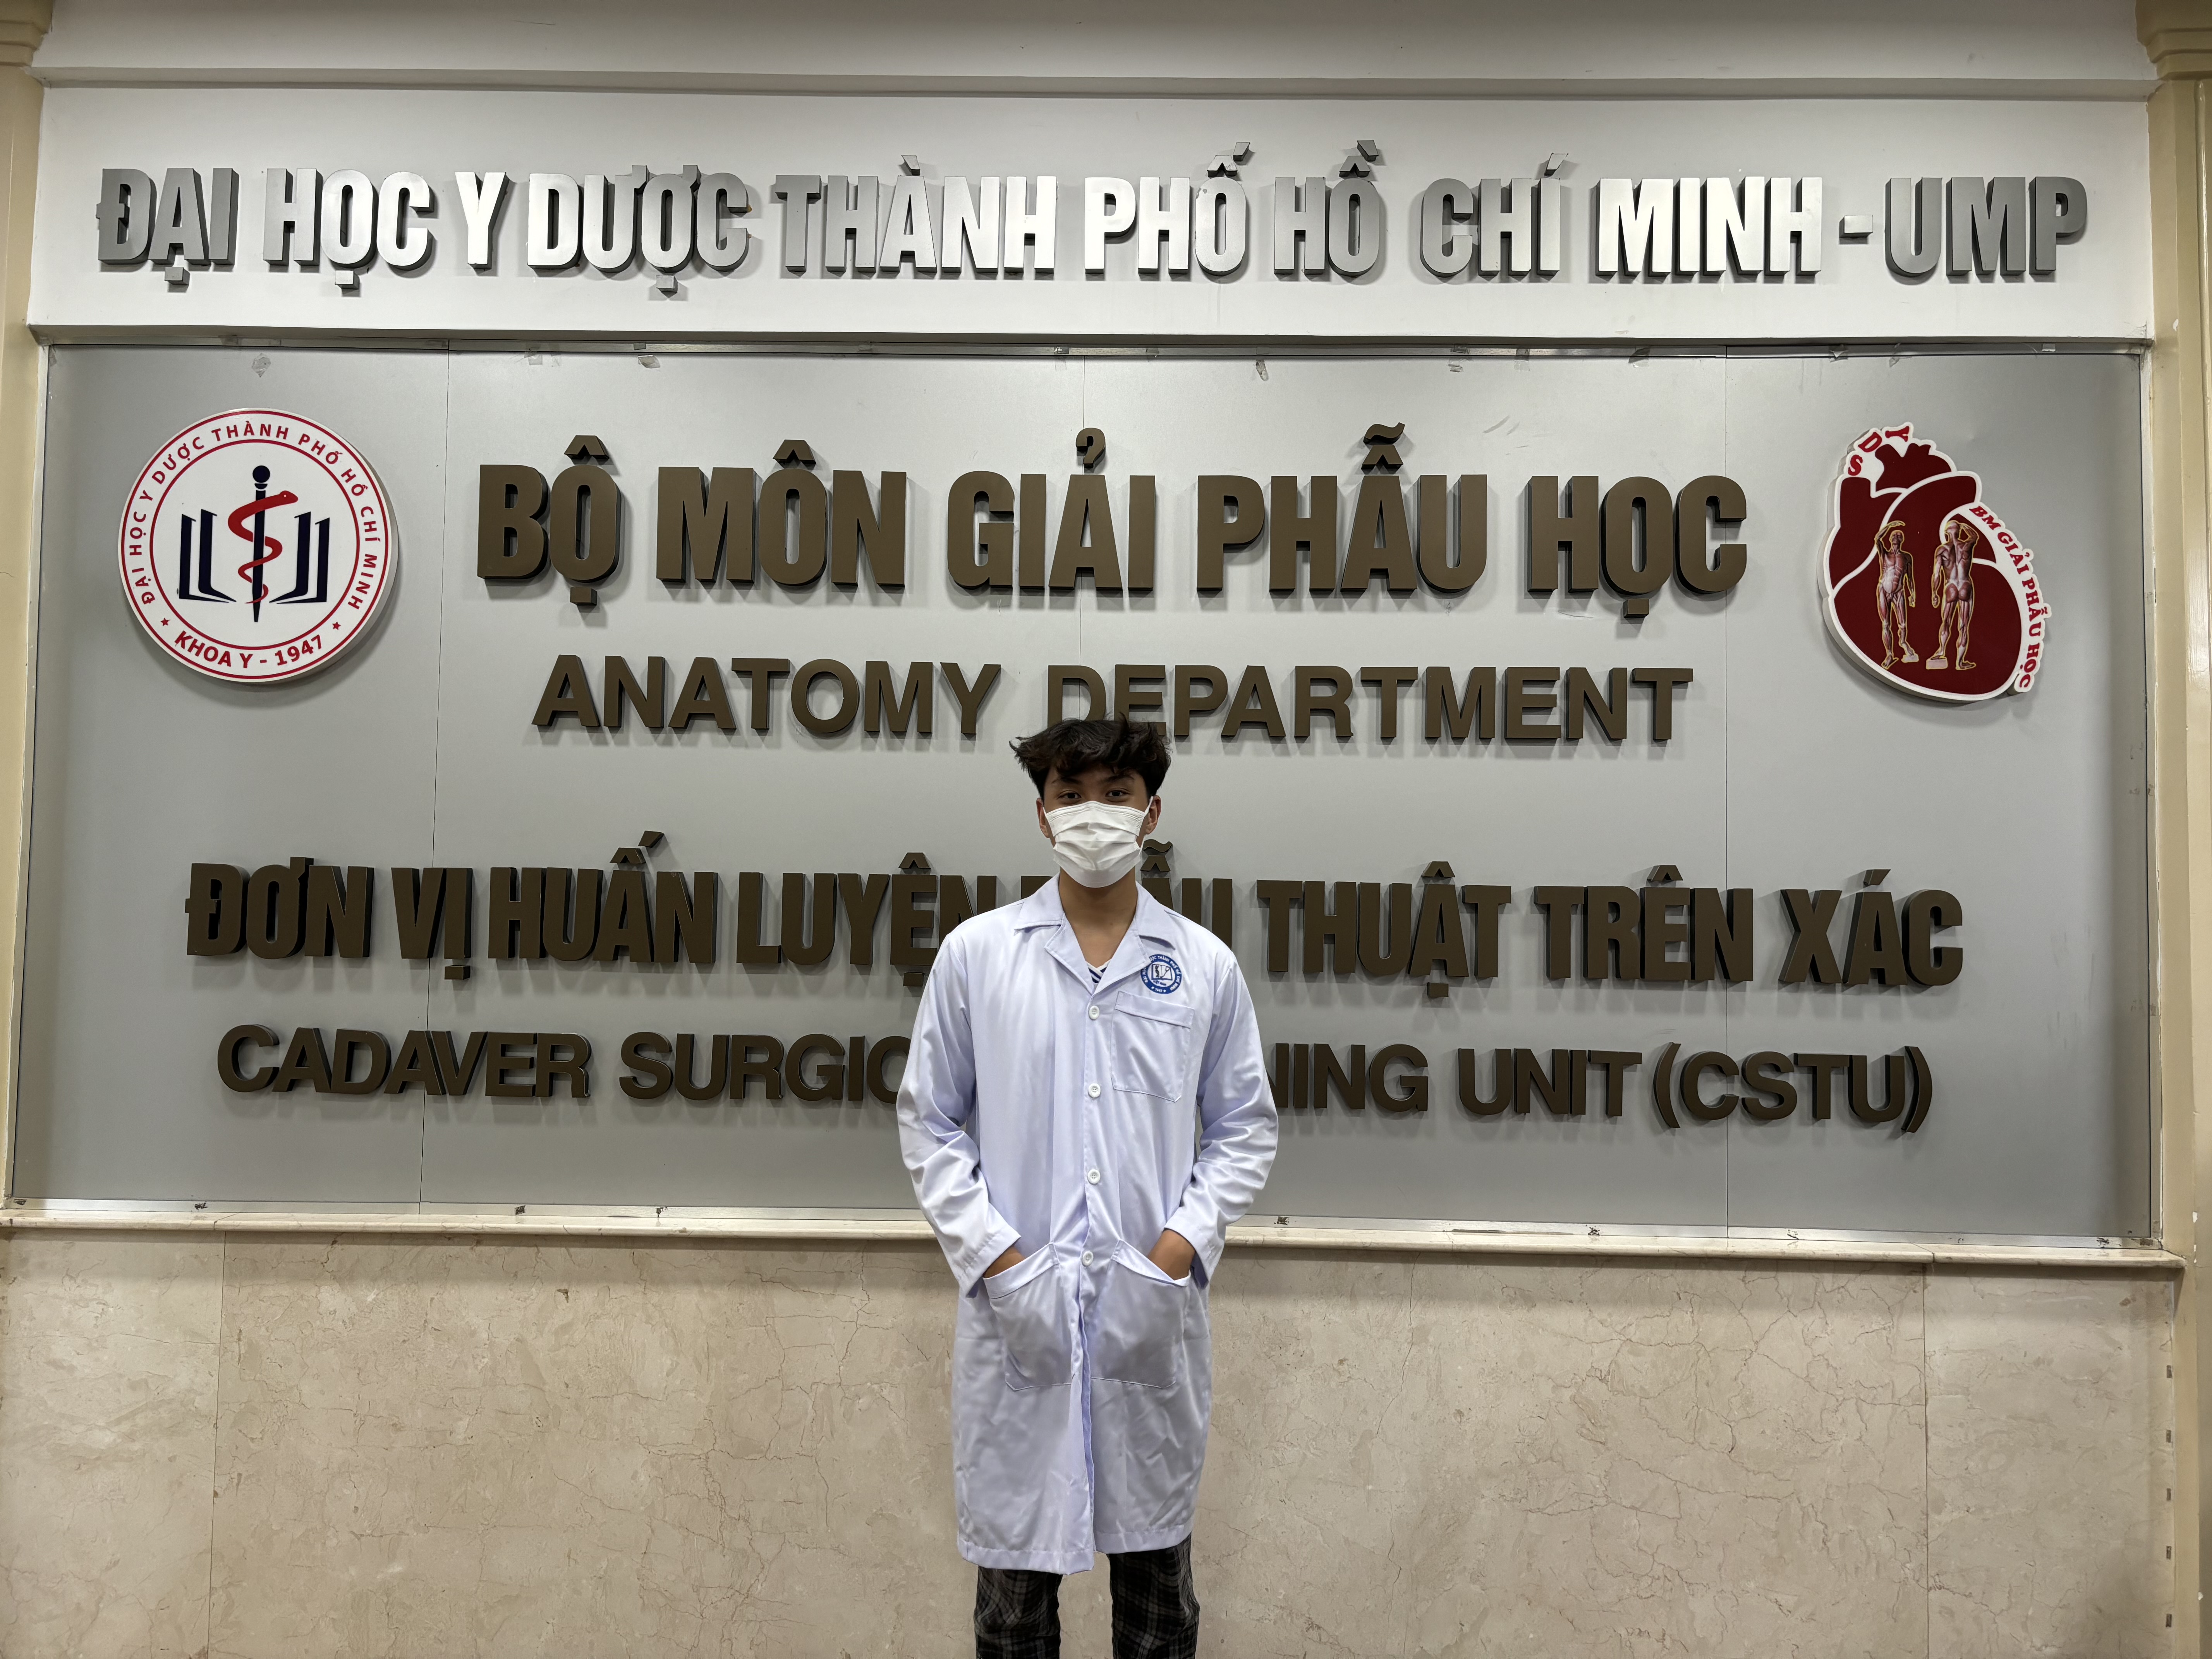 ĐẠI HỌC Y DƯỢC THÀNH PHỐ HỒ CHÍ MINH - UMP
ĐẠI HỌC Y DƯỢC THÀNH PHỐ HỒ CHÍ MINH
KHOA Y - 1947
BỘ MÔN GIẢI PHẪU HỌC
SDY
BM GIẢI PHẪU HỌC
ANATOMY DEPARTMENT
ĐƠN VỊ HUẤN LUYỆN THUẬT TRÊN XÁC
CADAVER UNIT (CSTU)